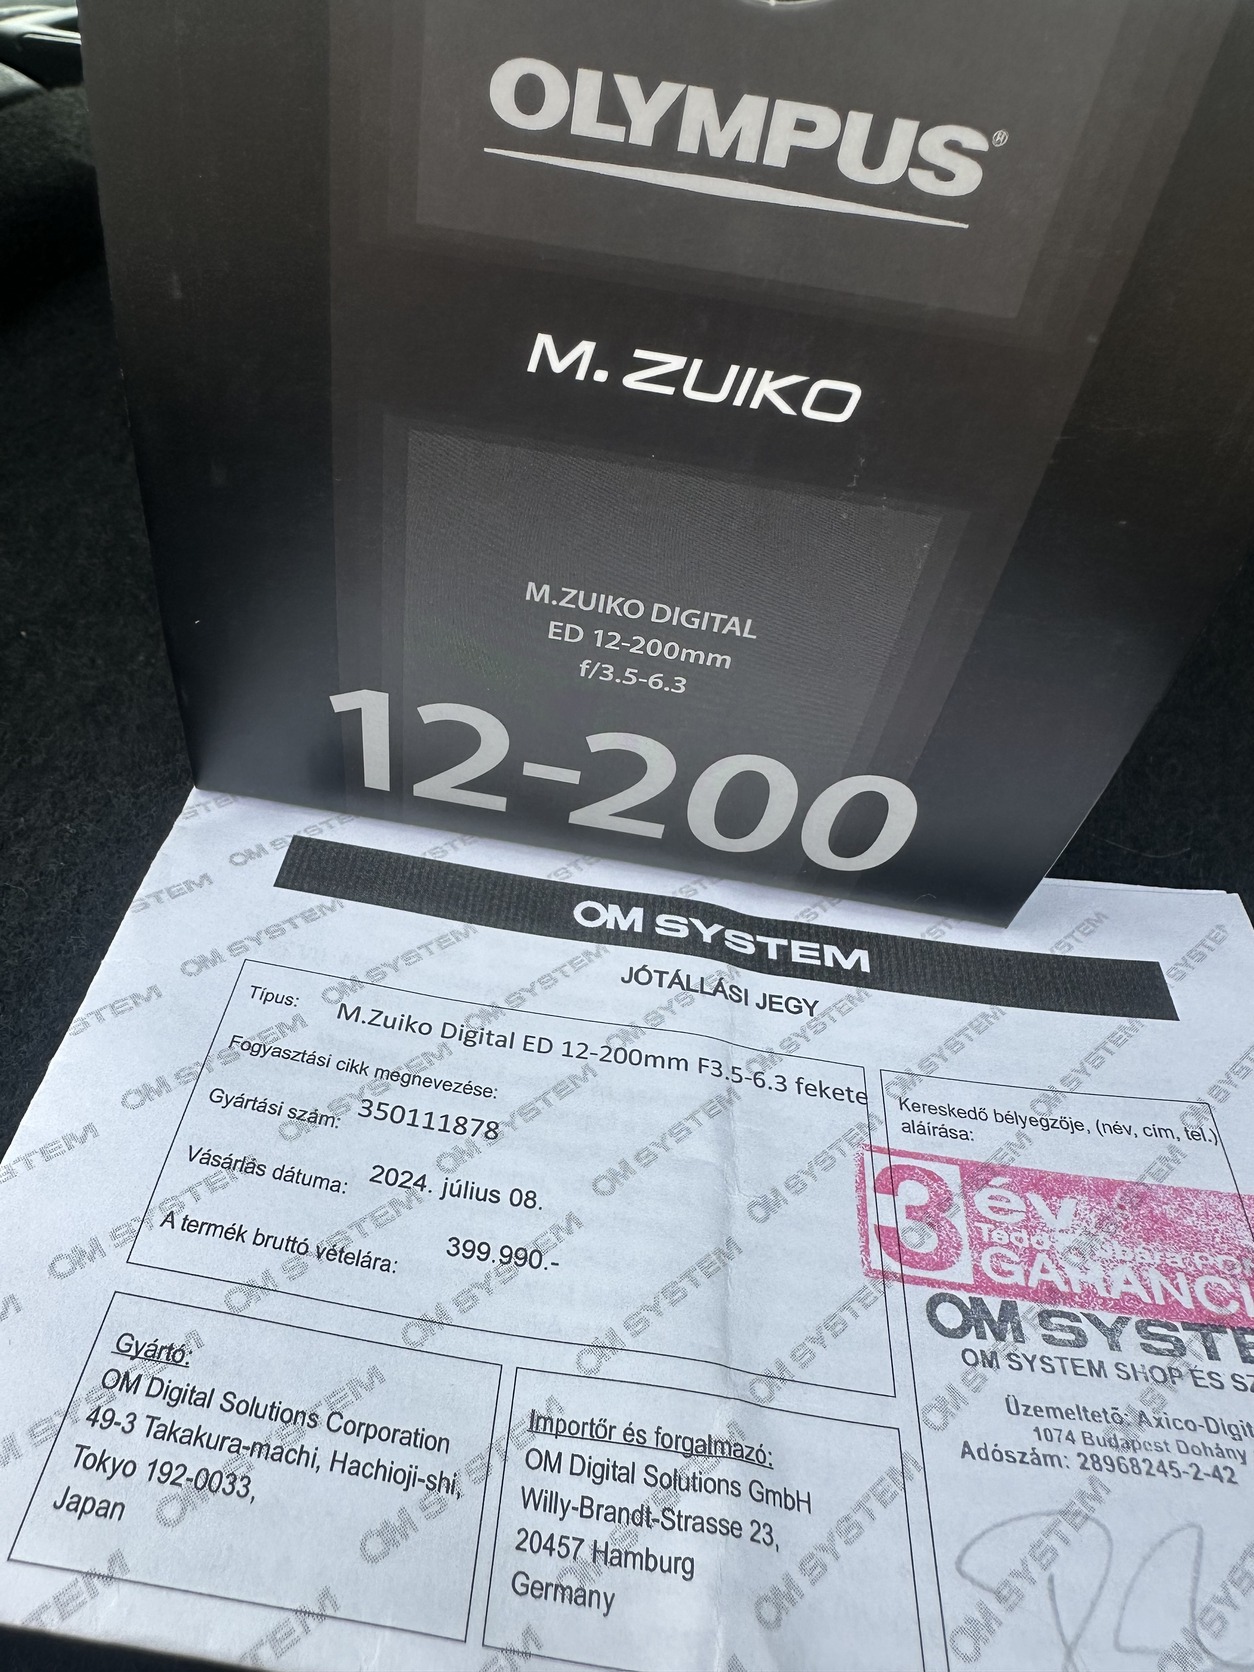 OLYMPUS®
M.ZUIKO
M.ZUIKO DIGITAL
ED 12-200mm
f/3.5-6.3
12-200
OM SYSTEM
JÓTÁLLÁSI JEGY
Típus:
M.Zuiko Digital ED 12-200mm F3.5-6.3 fekete
Fogyasztási cikk megnevezése:
Gyártási szám: 350111878
Vásárlás dátuma: 2024. július 08.
A termék bruttó vételára: 399.990.-
Kereskedő bélyegzője, (név, cím, tel.)
aláírása:
3 év
GARANCI
OM SYSTE
OM SYSTEM SHOP ÉS SZ
Üzemeltető: Axico-Digit
1074 Budapest Dohány
Adószám: 28968245-2-42
Gyártó:
OM Digital Solutions Corporation
49-3 Takakura-machi, Hachioji-shi,
Tokyo 192-0033,
Japan
Importőr és forgalmazó:
OM Digital Solutions GmbH
Willy-Brandt-Strasse 23,
20457 Hamburg
Germany